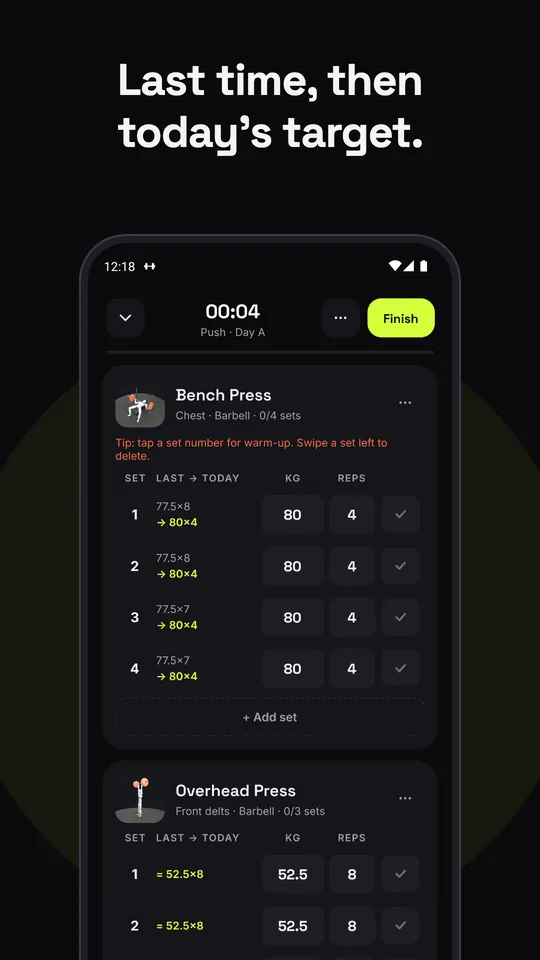 Last time, then
today's target.
12:18
00:04
Push · Day A
Finish
Bench Press
Chest · Barbell · 0/4 sets
Tip: tap a set number for warm-up. Swipe a set left to
delete.
SET LAST → TODAY KG REPS
1 77.5×8 → 80×4 80 4
2 77.5×8 → 80×4 80 4
3 77.5×7 → 80×4 80 4
4 77.5×7 → 80×4 80 4
+ Add set
Overhead Press
Front delts · Barbell · 0/3 sets
SET LAST → TODAY KG REPS
1 = 52.5×8 52.5 8
2 = 52.5×8 52.5 8